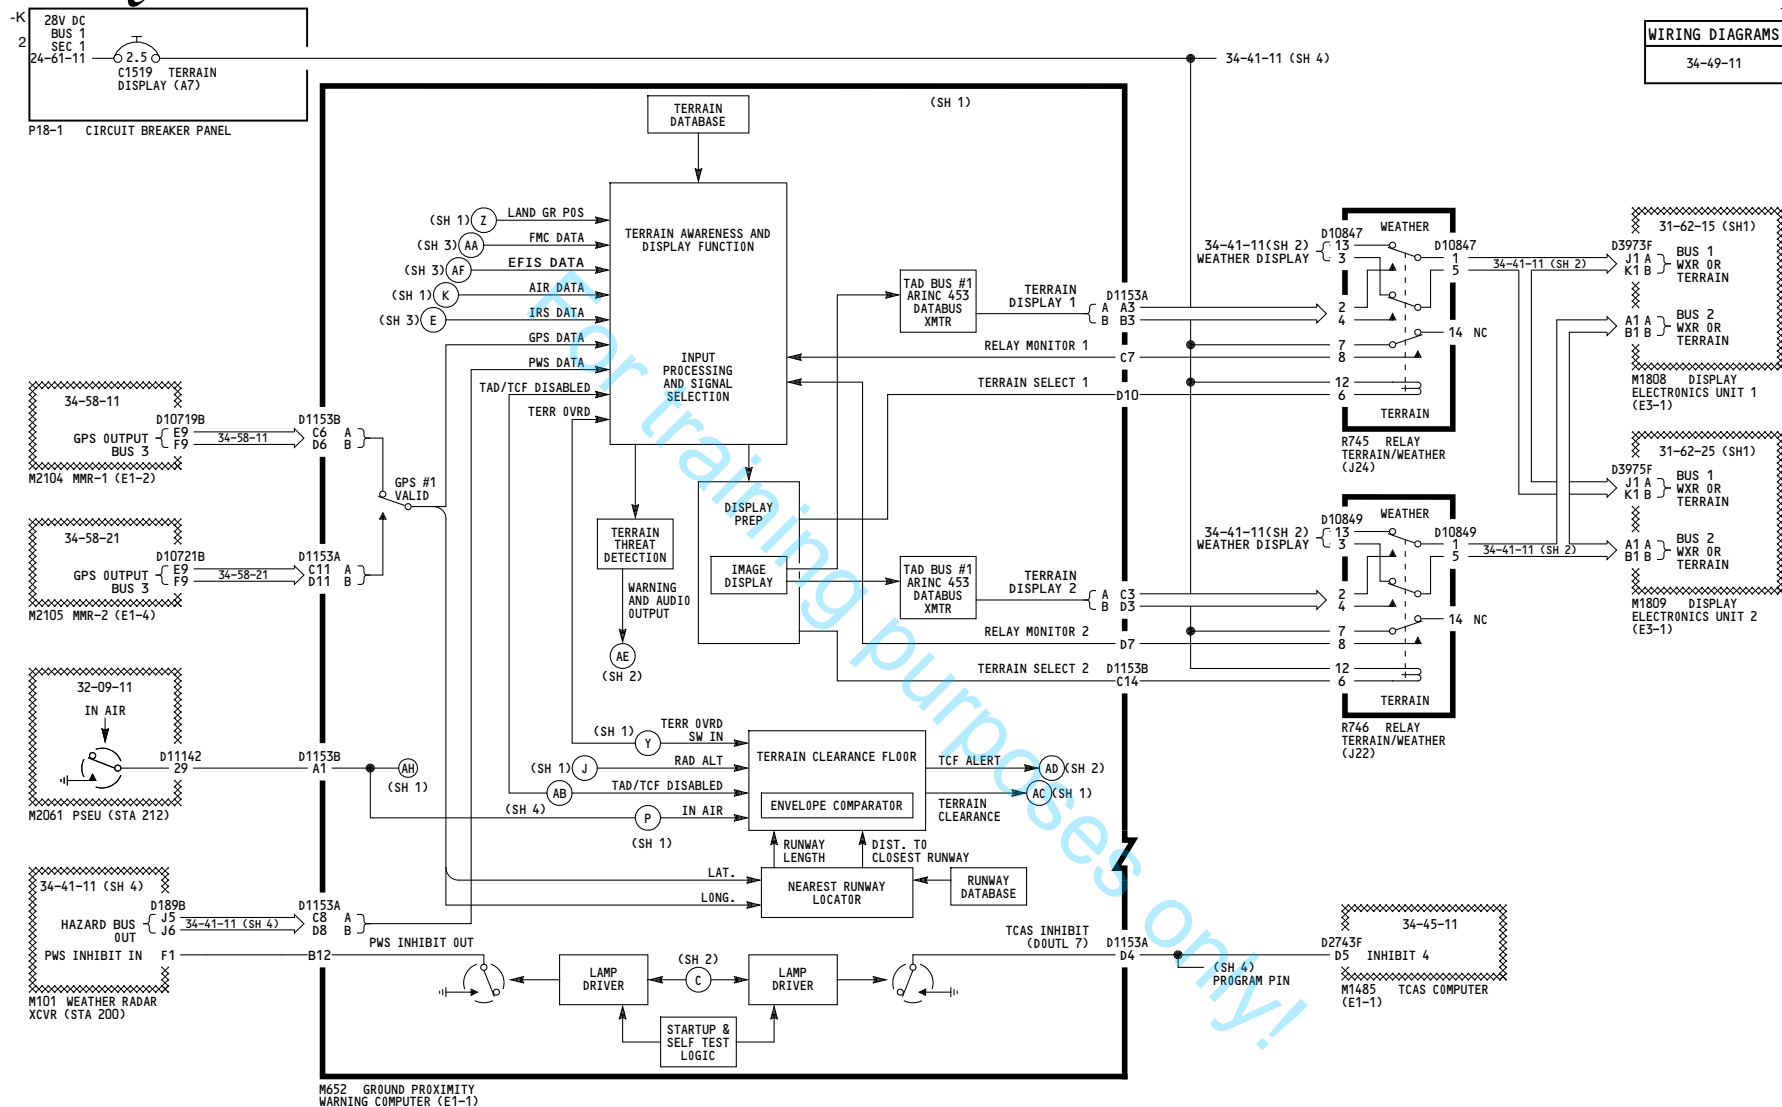 -K
2
28V DC
BUS 1
SEC 1
24-61-11
2.5
C1519 TERRAIN
DISPLAY (A7)
P18-1 CIRCUIT BREAKER PANEL
34-41-11 (SH 4)
WIRING DIAGRAMS
34-49-11
(SH 1)
TERRAIN
DATABASE
(SH 1) Z LAND GR POS
(SH 3) AA FMC DATA
(SH 3) AF EFIS DATA
(SH 1) K AIR DATA
(SH 3) E IRS DATA
GPS DATA
PWS DATA
TAD/TCF DISABLED
TERR OVRD
TERRAIN AWARENESS AND
DISPLAY FUNCTION
INPUT
PROCESSING
AND SIGNAL
SELECTION
TAD BUS #1
ARINC 453
DATABUS
XMTR
TERRAIN
DISPLAY 1
D1153A
A A3
B B3
RELAY MONITOR 1
C7
TERRAIN SELECT 1
D10
WEATHER
D10847
34-41-11(SH 2)
WEATHER DISPLAY
13
3
2
4
7
8
12
6
D10847
1
5
34-41-11 (SH 2)
14 NC
TERRAIN
R745 RELAY
TERRAIN/WEATHER
(J24)
31-62-15 (SH1)
D3973F
J1 A
K1 B
BUS 1
WXR OR
TERRAIN
A1 A
B1 B
BUS 2
WXR OR
TERRAIN
M1808 DISPLAY
ELECTRONICS UNIT 1
(E3-1)
34-58-11
D10719B
GPS OUTPUT
BUS 3
E9
F9
34-58-11
D1153B
C6 A
D6 B
M2104 MMR-1 (E1-2)
GPS #1
VALID
34-58-21
D10721B
GPS OUTPUT
BUS 3
E9
F9
34-58-21
D1153A
C11 A
D11 B
M2105 MMR-2 (E1-4)
DISPLAY
PREP
IMAGE
DISPLAY
TERRAIN
THREAT
DETECTION
WARNING
AND AUDIO
OUTPUT
AE
(SH 2)
TAD BUS #1
ARINC 453
DATABUS
XMTR
TERRAIN
DISPLAY 2
A C3
B D3
RELAY MONITOR 2
D7
TERRAIN SELECT 2
D1153B
C14
WEATHER
D10849
34-41-11(SH 2)
WEATHER DISPLAY
13
3
2
4
7
8
12
6
D10849
1
5
34-41-11 (SH 2)
14 NC
TERRAIN
R746 RELAY
TERRAIN/WEATHER
(J22)
31-62-25 (SH1)
D3975F
J1 A
K1 B
BUS 1
WXR OR
TERRAIN
A1 A
B1 B
BUS 2
WXR OR
TERRAIN
M1809 DISPLAY
ELECTRONICS UNIT 2
(E3-1)
32-09-11
IN AIR
D11142
29
D1153B
A1
AH
(SH 1)
M2061 PSEU (STA 212)
(SH 1) Y TERR OVRD
SW IN
(SH 1) J RAD ALT
AB TAD/TCF DISABLED
(SH 4)
P IN AIR
(SH 1)
TERRAIN CLEARANCE FLOOR
ENVELOPE COMPARATOR
TCF ALERT AD (SH 2)
AC (SH 1)
TERRAIN
CLEARANCE
RUNWAY
LENGTH
DIST. TO
CLOSEST RUNWAY
LAT.
LONG.
NEAREST RUNWAY
LOCATOR
RUNWAY
DATABASE
34-41-11 (SH 4)
D189B
HAZARD BUS
OUT
J5
J6
34-41-11 (SH 4)
D1153A
C8 A
D8 B
PWS INHIBIT IN F1
B12
PWS INHIBIT OUT
M101 WEATHER RADAR
XCVR (STA 200)
LAMP
DRIVER
(SH 2)
C
LAMP
DRIVER
STARTUP &
SELF TEST
LOGIC
TCAS INHIBIT
(DOUTL 7)
D1153A
D4
(SH 4)
PROGRAM PIN
34-45-11
D2743F
D5 INHIBIT 4
M1485 TCAS COMPUTER
(E1-1)
M652 GROUND PROXIMITY
WARNING COMPUTER (E1-1)
For training purposes only!